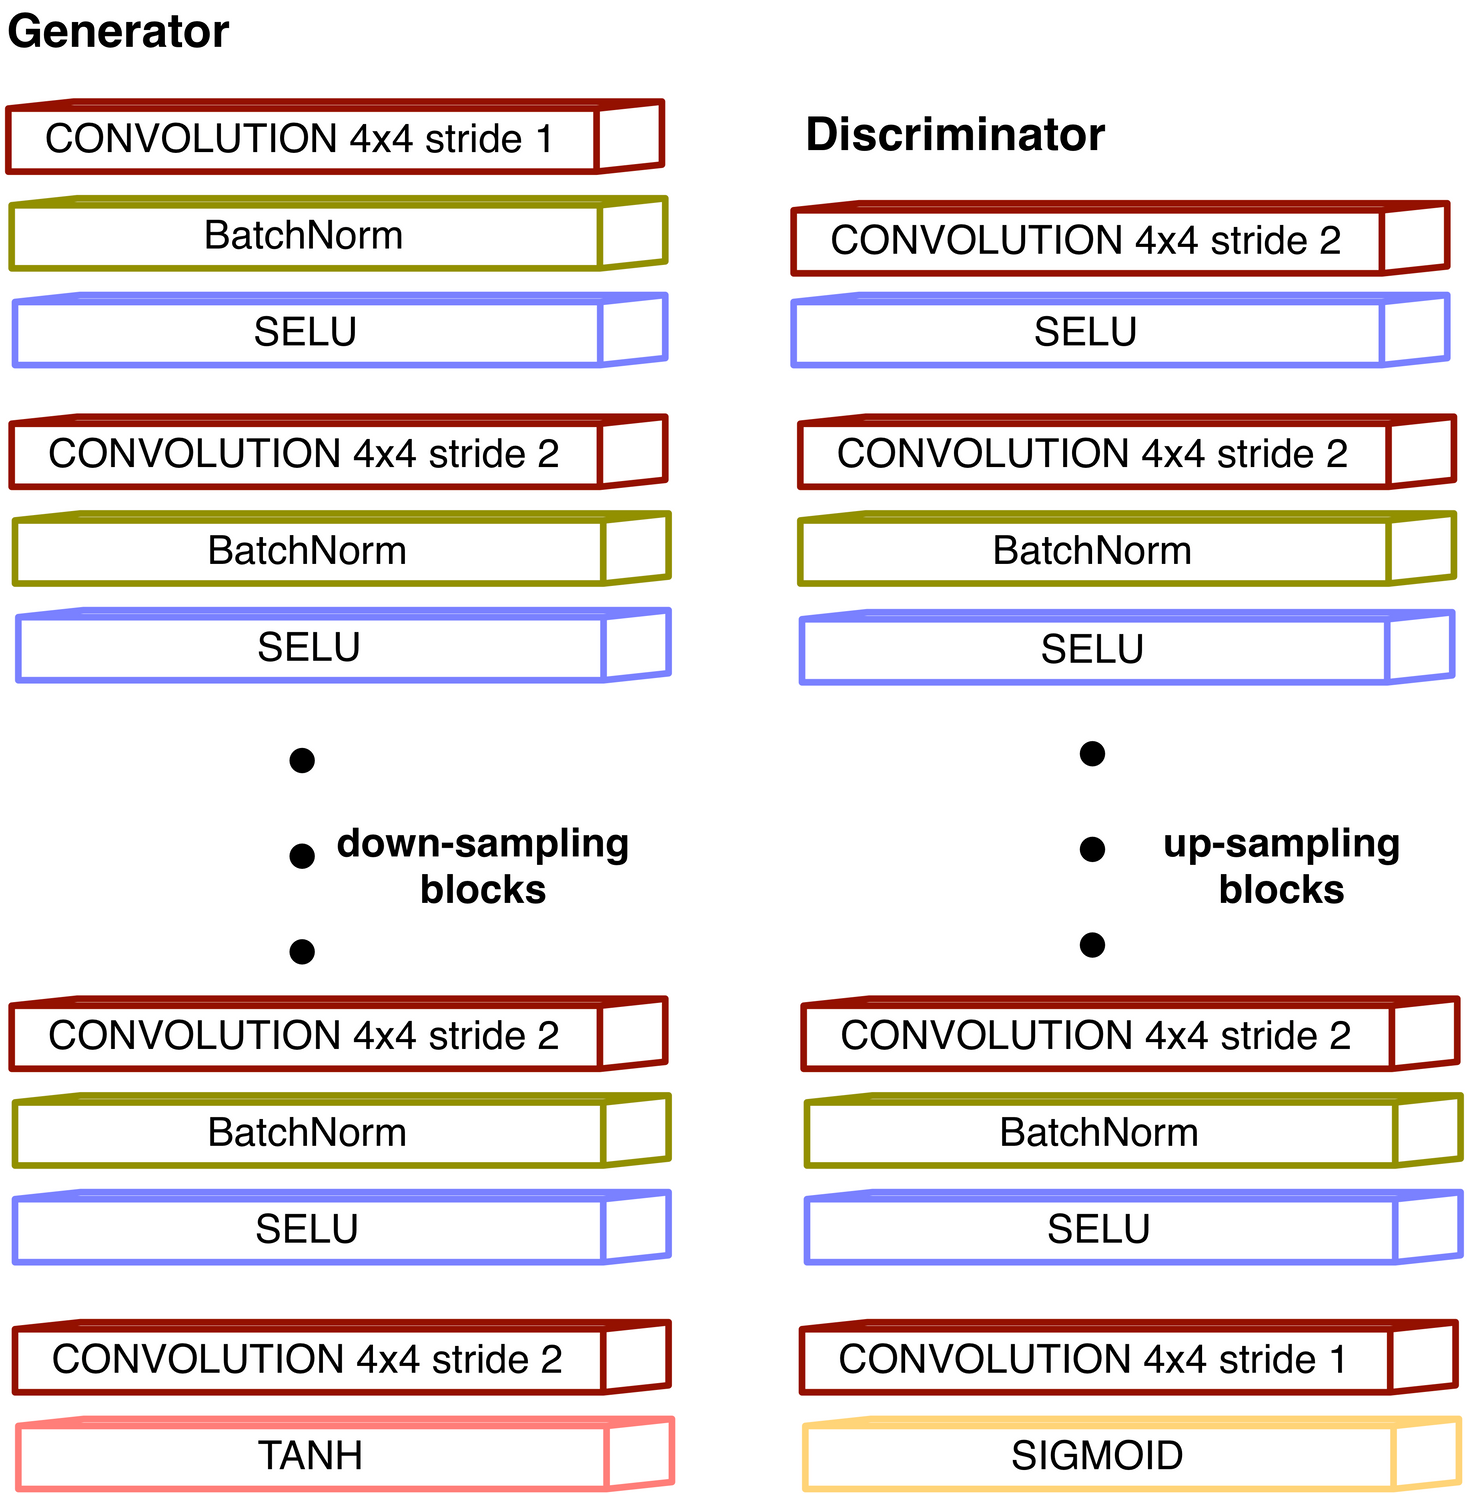 Generator
CONVOLUTION 4x4 stride 1
BatchNorm
SELU
CONVOLUTION 4x4 stride 2
BatchNorm
SELU
down-sampling
blocks
CONVOLUTION 4x4 stride 2
BatchNorm
SELU
CONVOLUTION 4x4 stride 2
TANH
Discriminator
CONVOLUTION 4x4 stride 2
SELU
CONVOLUTION 4x4 stride 2
BatchNorm
SELU
up-sampling
blocks
CONVOLUTION 4x4 stride 2
BatchNorm
SELU
CONVOLUTION 4x4 stride 1
SIGMOID